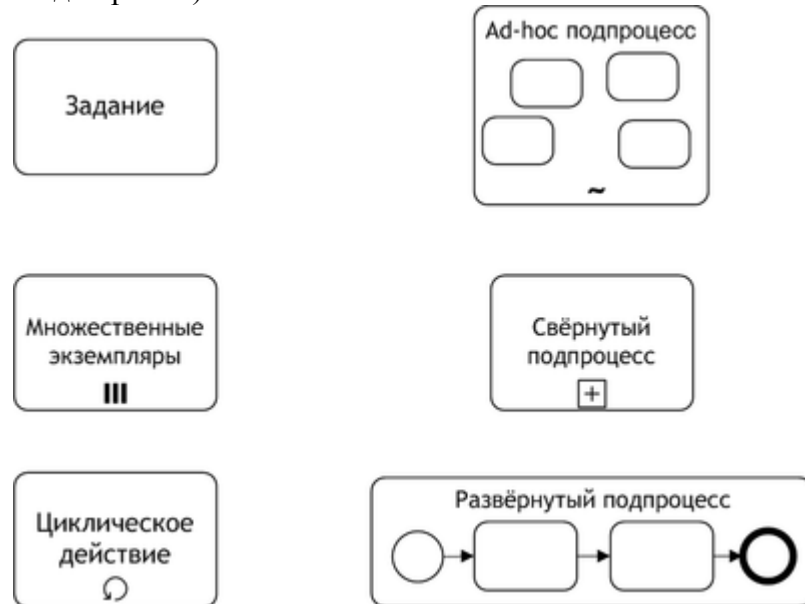 Задание
Ad-hoc подпроцесс
~
Множественные
экземпляры
Свёрнутый
подпроцесс
+
Циклическое
действие
Развёрнутый подпроцесс